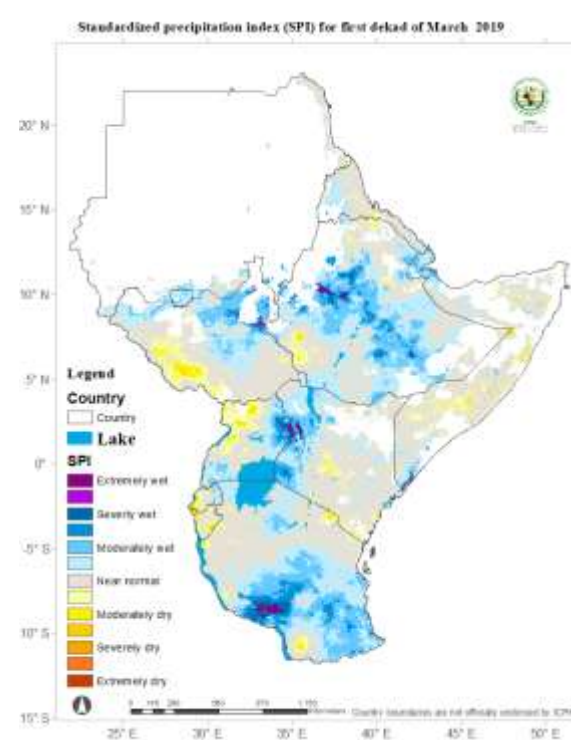 Standardized precipitation index (SPI) for first dekad of March 2019
20° N
15° N
10° N
5° N
0°
5° S
10° S
15° S
Legend
Country
Country
Lake
SPI
Extremely wet
Severly wet
Moderately wet
Near normal
Moderately dry
Severely dry
Extremely dry
Country boundaries are not officially endorsed by ICPAC
25° E
30° E
35° E
40° E
45° E
50° E